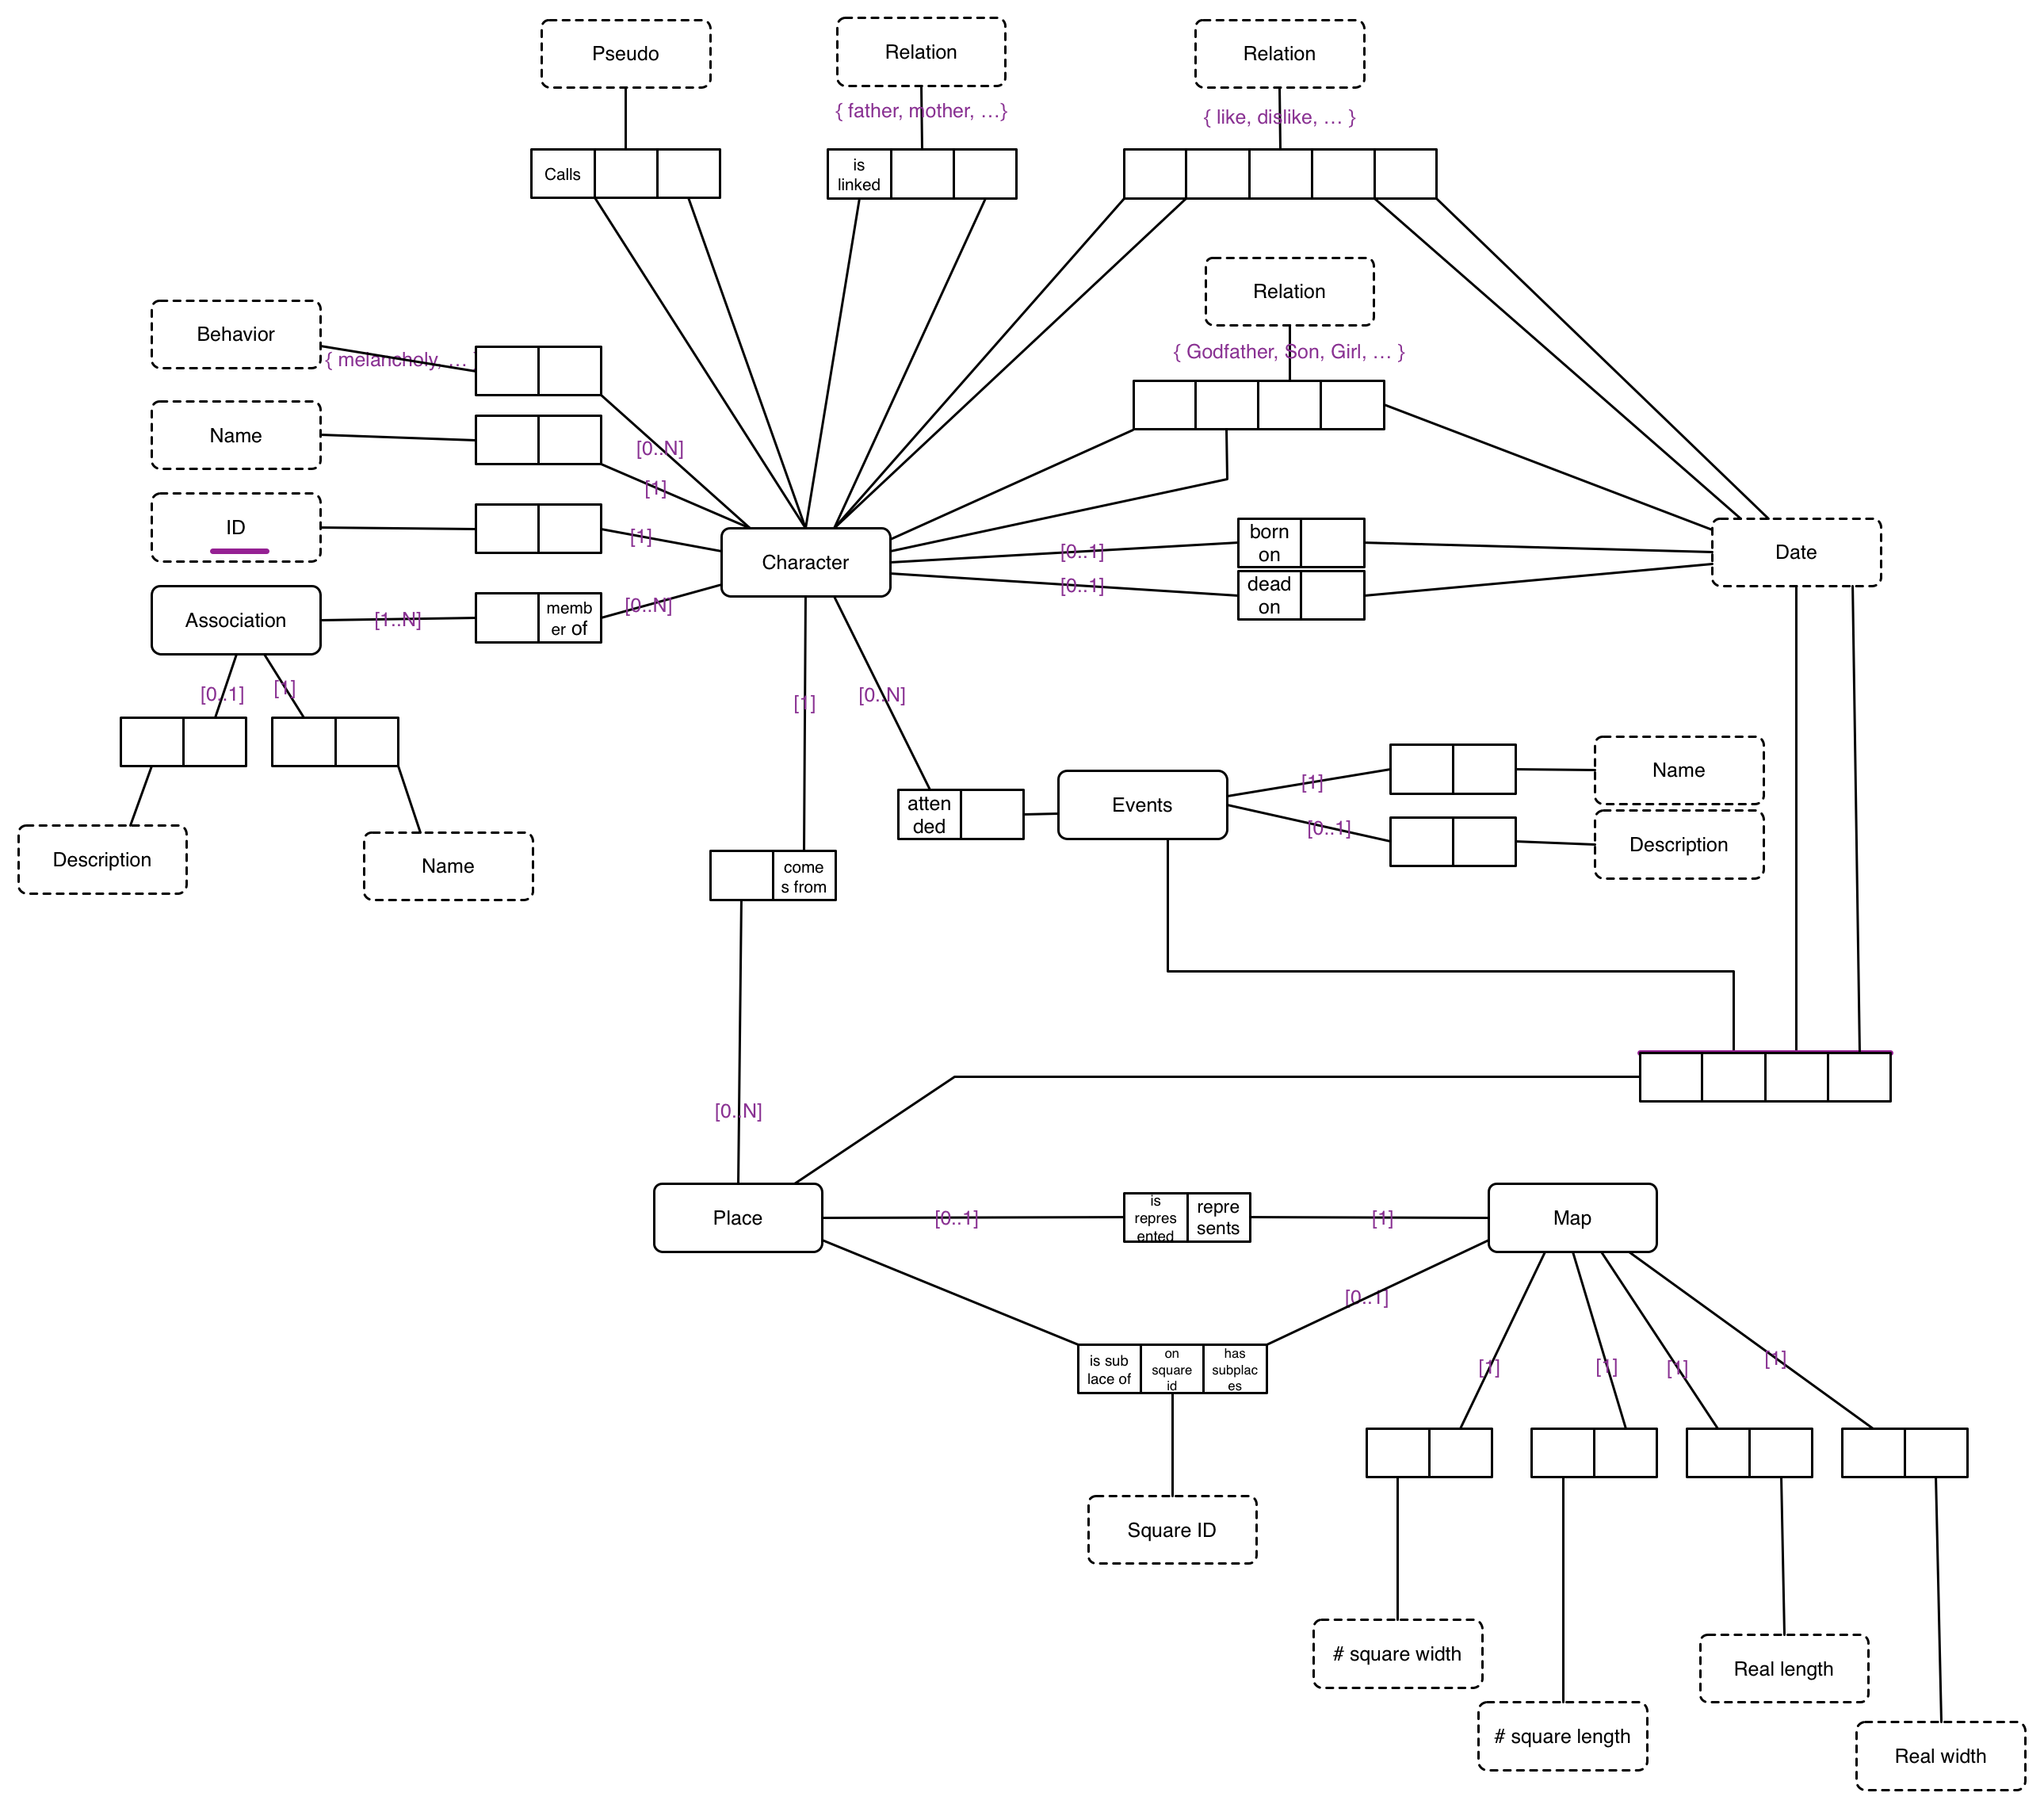 Pseudo
Relation
Relation
{ father, mother, …}
{ like, dislike, … }
Calls
is
linked
Relation
Behavior
{ melancholy, …
{ Godfather, Son, Girl, … }
Name
[0..N]
[1]
ID
[1]
Character
born
on
[0..1]
Date
dead
on
[0..1]
Association
[1..N]
memb
er of
[0..N]
[0..1]
[1]
[1]
[0..N]
Description
Name
atten
ded
Events
[1]
Name
[0..1]
Description
come
s from
[0..N]
Place
[0..1]
is
repres
ented
repre
sents
[1]
Map
[0..1]
is sub
lace of
on
square
id
has
subplac
es
[1]
[1]
[1]
[1]
Square ID
# square width
Real length
# square length
Real width